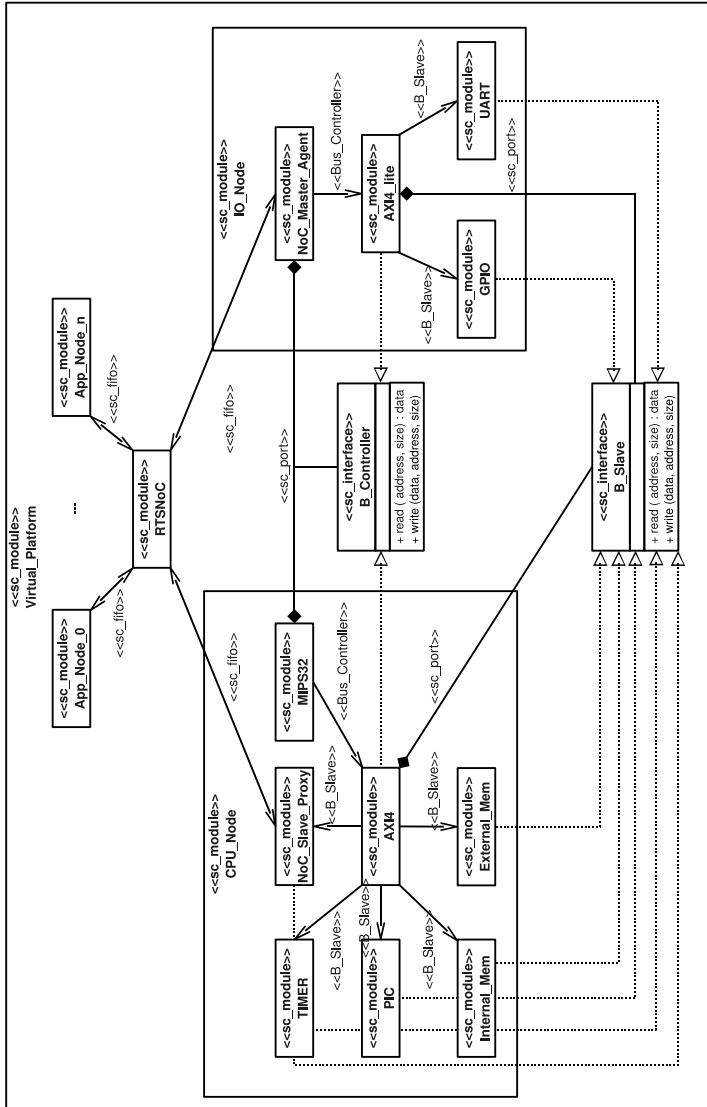 <<sc_module>>
Virtual_Platform
<<sc_module>>
App_Node_0
...
<<sc_module>>
App_Node_n
<<sc_fifo>>
<<sc_fifo>>
<<sc_module>>
RTSNoC
<<sc_fifo>>
<<sc_fifo>>
<<sc_module>>
CPU_Node
<<sc_module>>
IO_Node
<<sc_module>>
TIMER
<<sc_module>>
NoC_Slave_Proxy
<<sc_module>>
MIPS32
<<sc_port>>
<<sc_module>>
NoC_Master_Agent
<<B_Slave>>
<<B_Slave>>
<<Bus_Controller>>
<<Bus_Controller>>
<<sc_module>>
PIC
<<B_Slave>>
<<sc_module>>
AXI4
<<sc_interface>>
B_Controller
+ read ( address, size) : data
+ write (data, address, size)
<<sc_module>>
AXI4_lite
<<B_Slave>>
<<B_Slave>>
<<sc_port>>
<<B_Slave>>
<<B_Slave>>
<<sc_module>>
Internal_Mem
<<sc_module>>
External_Mem
<<sc_module>>
GPIO
<<sc_module>>
UART
<<sc_port>>
<<sc_interface>>
B_Slave
+ read ( address, size) : data
+ write (data, address, size)